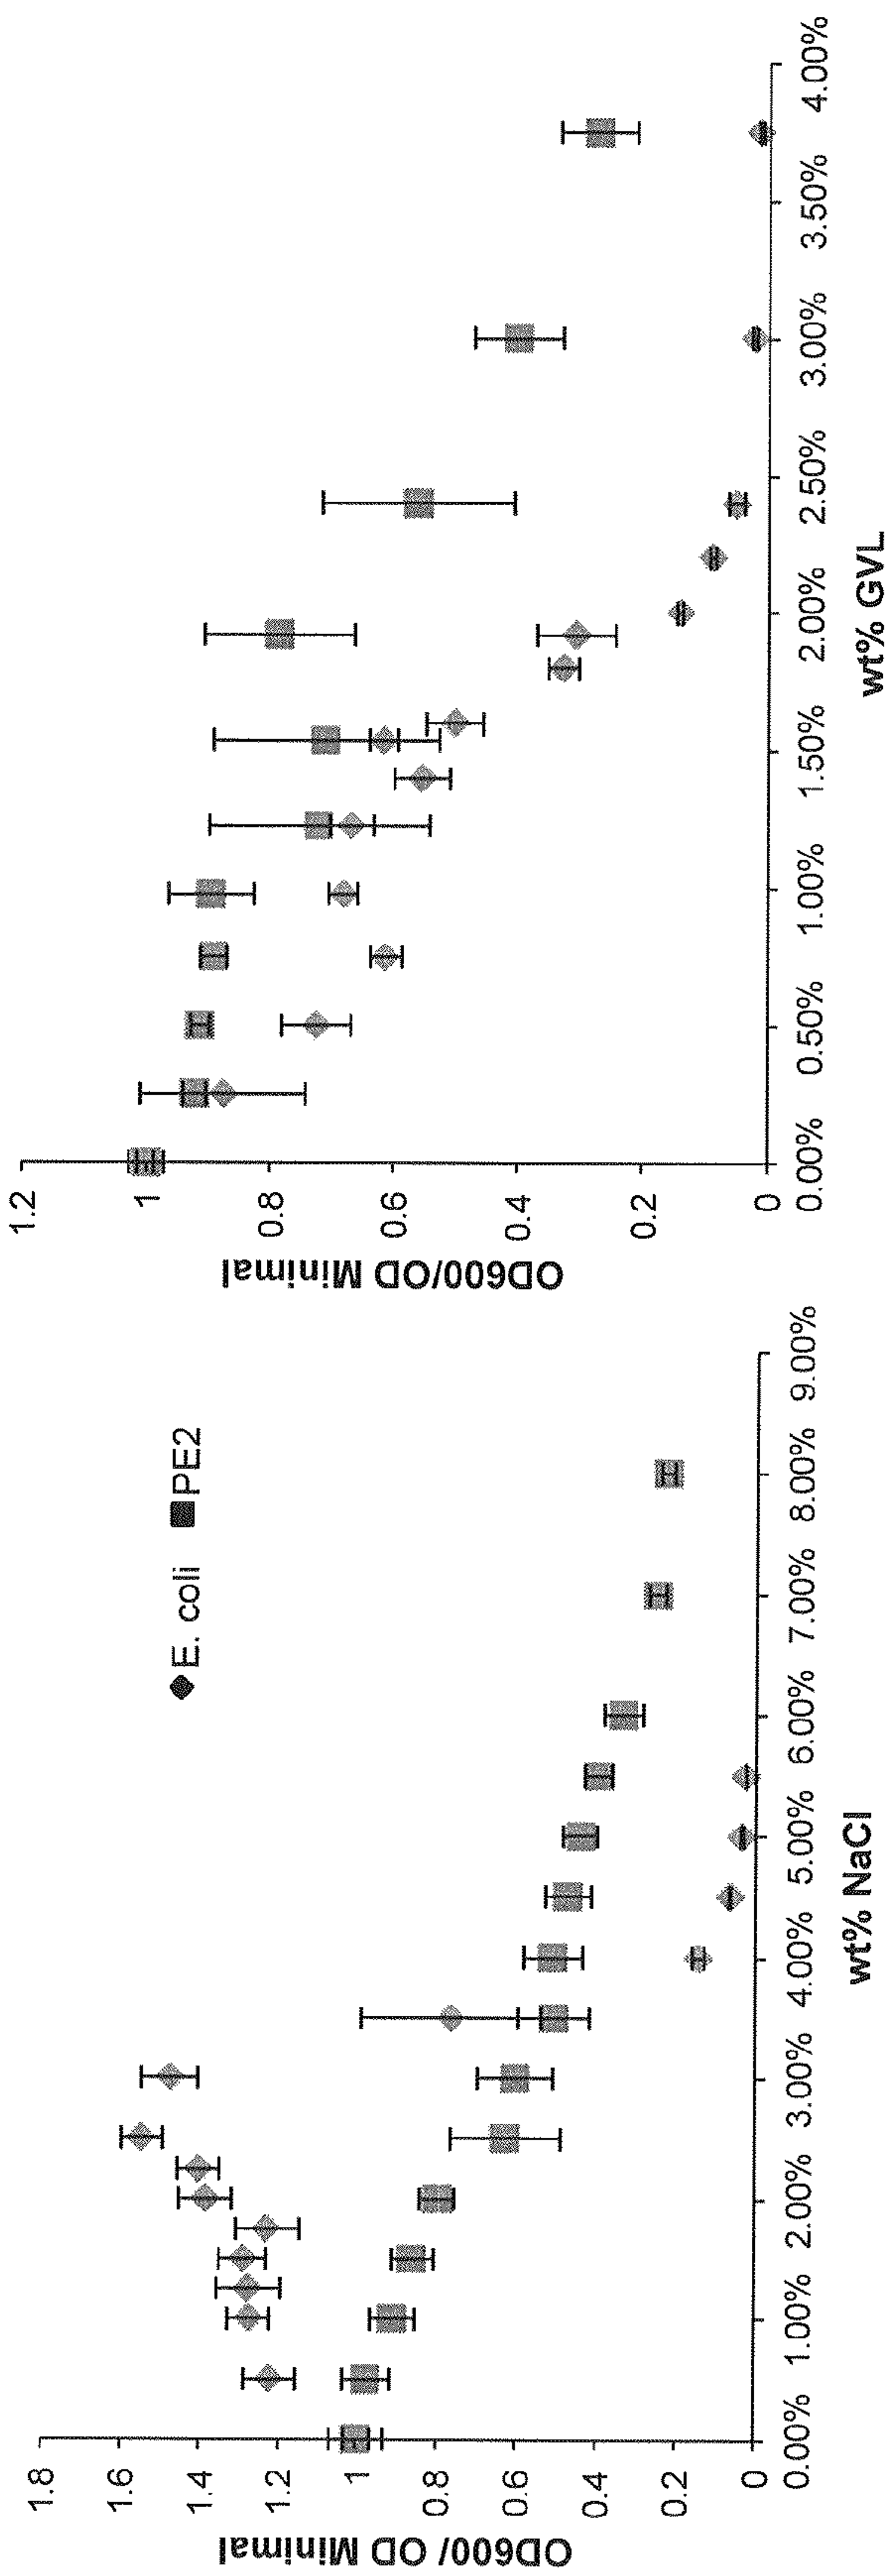 OD600/ OD Minimal
1.8
1.6
1.4
1.2
1
0.8
0.6
0.4
0.2
0
◆ E. coli ■ PE2
0.00% 1.00% 2.00% 3.00% 4.00% 5.00% 6.00% 7.00% 8.00% 9.00%
wt% NaCl
OD600/OD Minimal
1.2
1
0.8
0.6
0.4
0.2
0
0.00% 0.50% 1.00% 1.50% 2.00% 2.50% 3.00% 3.50% 4.00%
wt% GVL